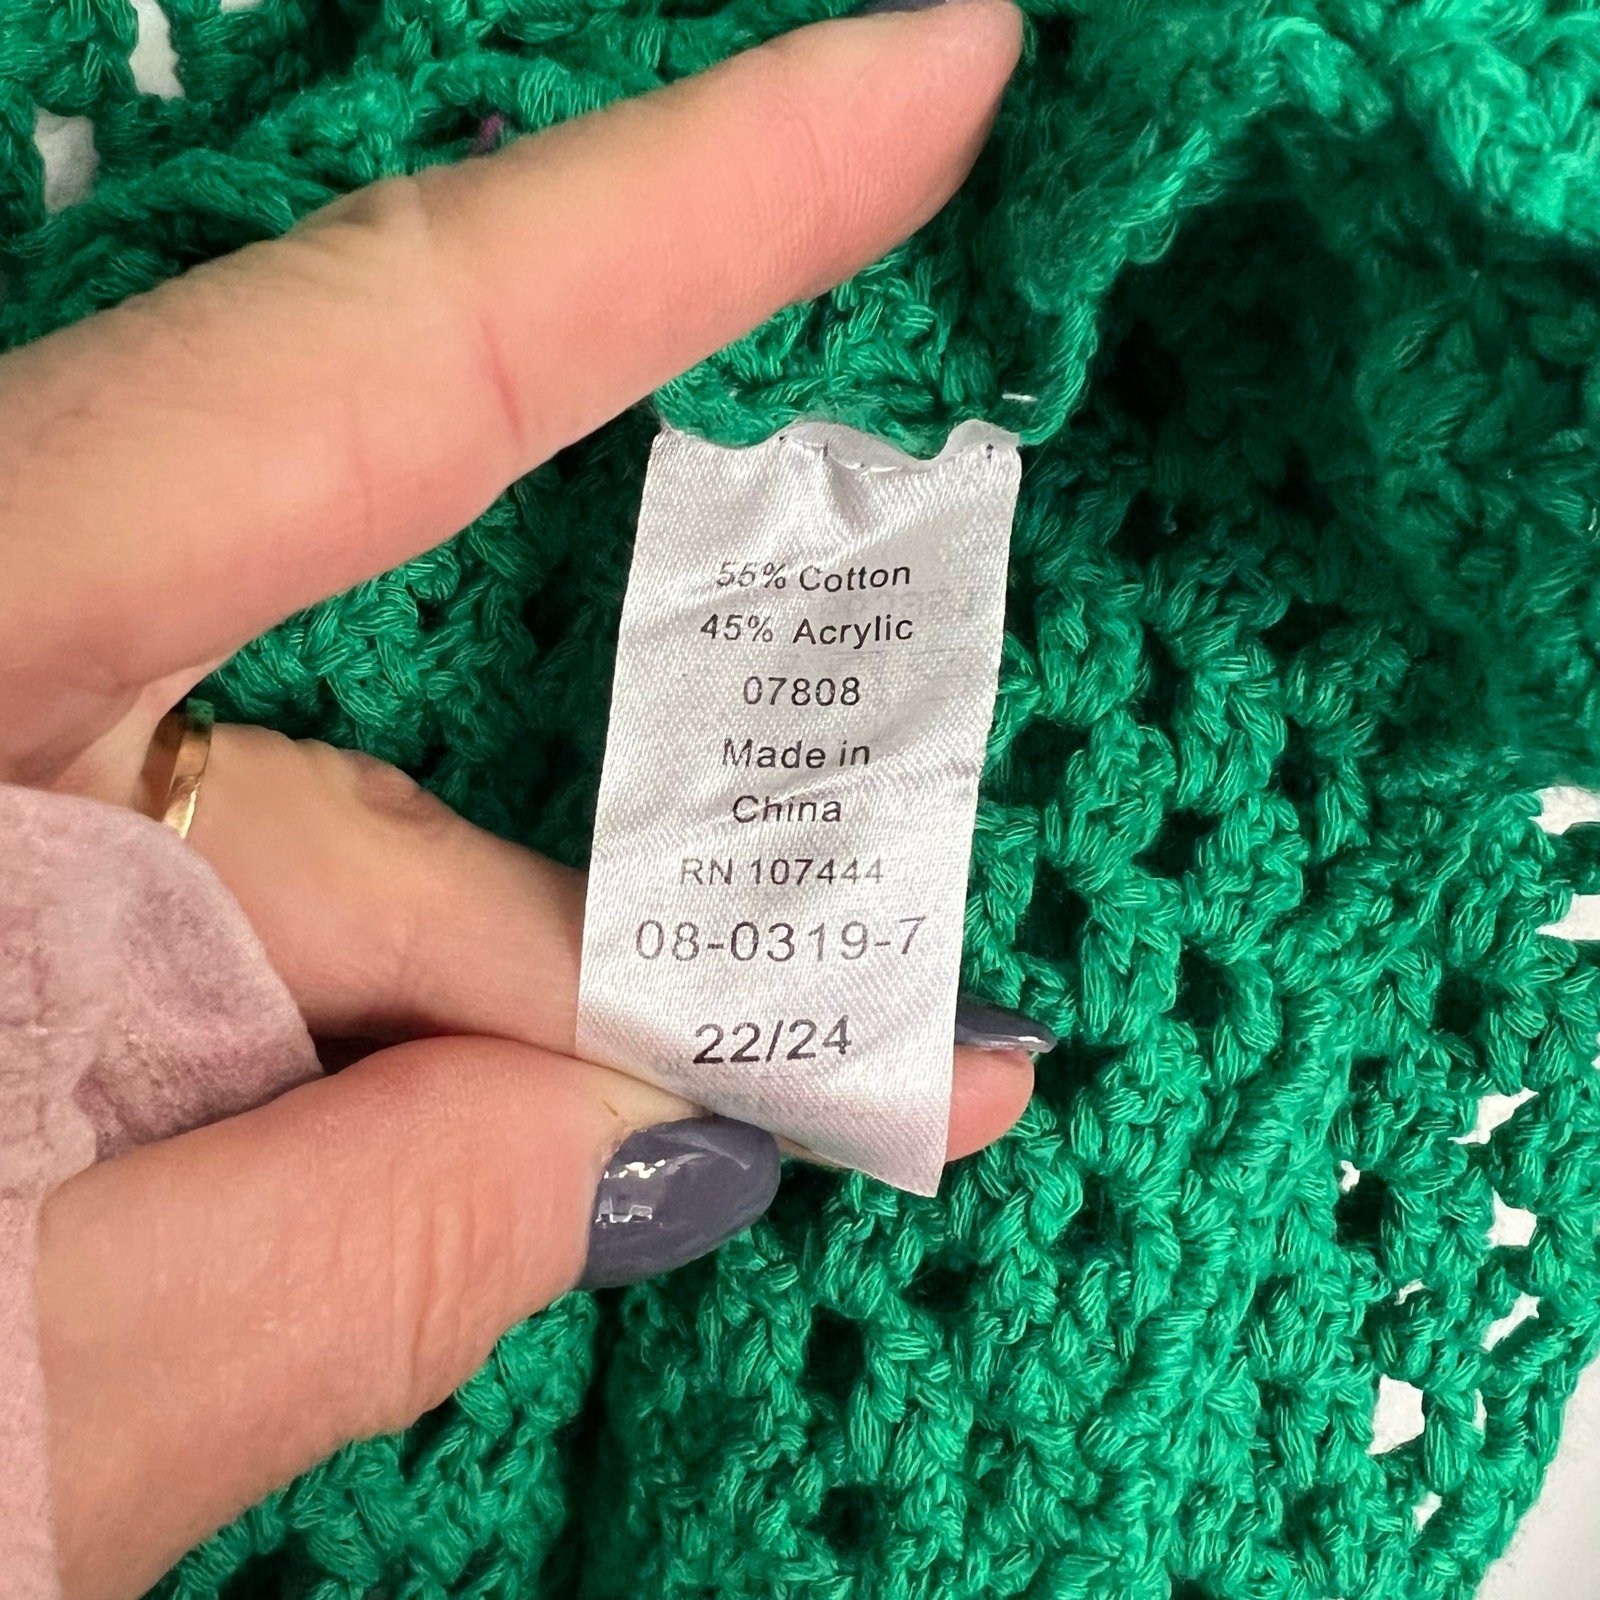 55% Cotton
45% Acrylic
07808
Made in
China
RN 107444
08-0319-7
22/24